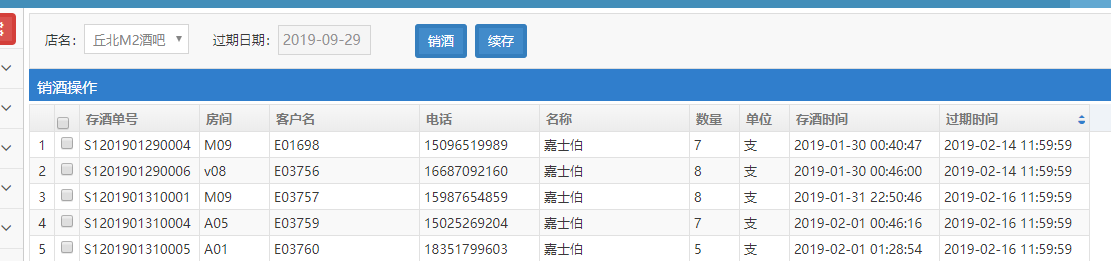 店名： 丘北M2酒吧 过期日期： 2019-09-29 销酒 续存
销酒操作
存酒单号 房间 客户名 电话 名称 数量 单位 存酒时间 过期时间
1 S1201901290004 M09 E01698 15096519989 嘉士伯 7 支 2019-01-30 00:40:47 2019-02-14 11:59:59
2 S1201901290006 v08 E03756 16687092160 嘉士伯 8 支 2019-01-30 00:46:00 2019-02-14 11:59:59
3 S1201901310001 M09 E03757 15987654859 嘉士伯 8 支 2019-01-31 22:50:46 2019-02-16 11:59:59
4 S1201901310004 A05 E03759 15025269204 嘉士伯 7 支 2019-02-01 00:46:16 2019-02-16 11:59:59
5 S1201901310005 A01 E03760 18351799603 嘉士伯 5 支 2019-02-01 01:28:54 2019-02-16 11:59:59